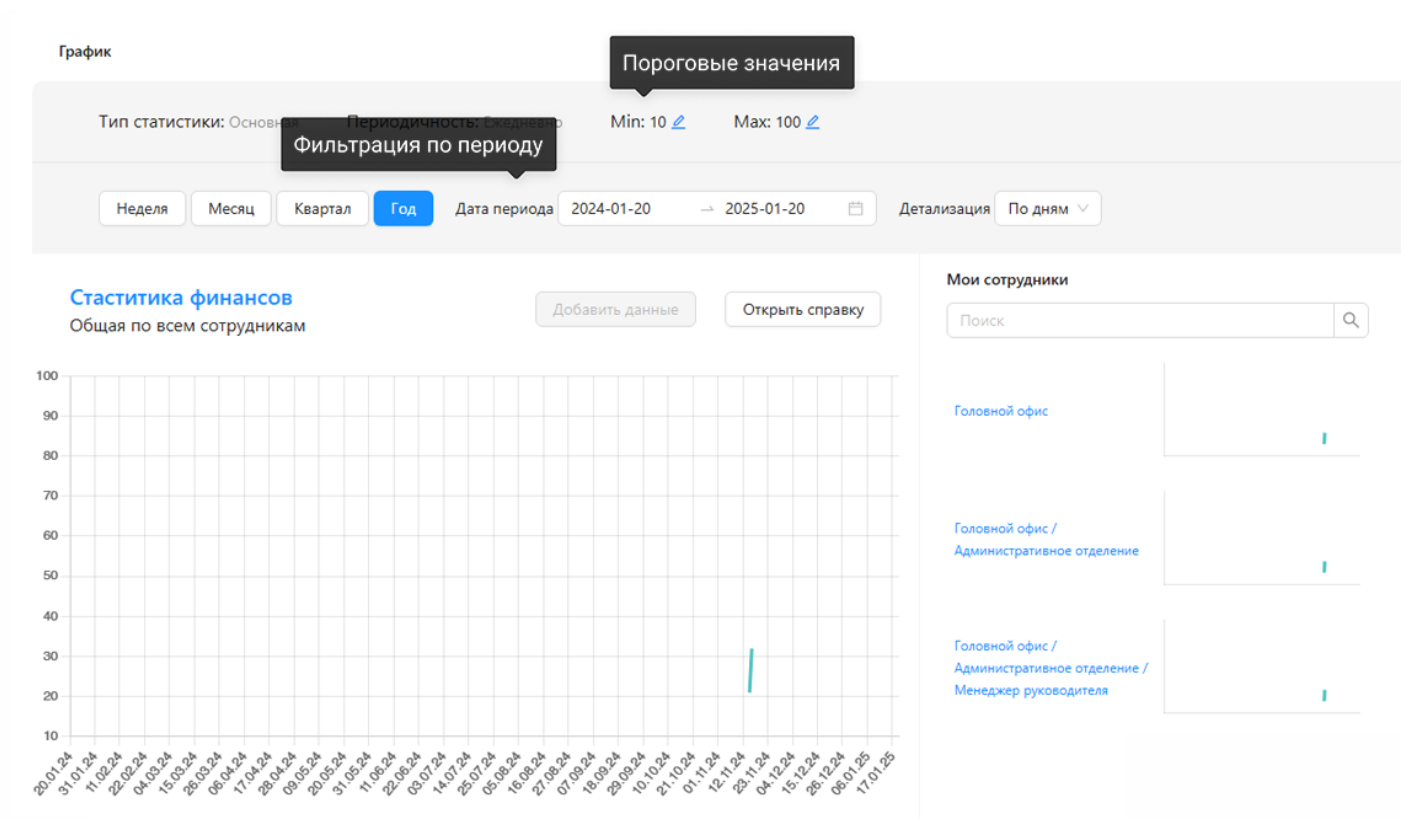 График
Пороговые значения
Тип статистики: Основная Периодичность: Ежедневно Min: 10 Max: 100
Фильтрация по периоду
Неделя Месяц Квартал Год Дата периода 2024-01-20 → 2025-01-20 Детализация По дням
Стаститика финансов
Общая по всем сотрудникам
Добавить данные Открыть справку
Мои сотрудники
Поиск
100
90
80
70
60
50
40
30
20
10
20.01.24 31.01.24 11.02.24 22.02.24 04.03.24 15.03.24 26.03.24 06.04.24 17.04.24 28.04.24 09.05.24 20.05.24 31.05.24 11.06.24 22.06.24 03.07.24 14.07.24 25.07.24 05.08.24 16.08.24 27.08.24 07.09.24 18.09.24 29.09.24 10.10.24 21.10.24 01.11.24 12.11.24 23.11.24 04.12.24 15.12.24 26.12.24 06.01.25 17.01.25
Головной офис
Головной офис /
Административное отделение
Головной офис /
Административное отделение /
Менеджер руководителя